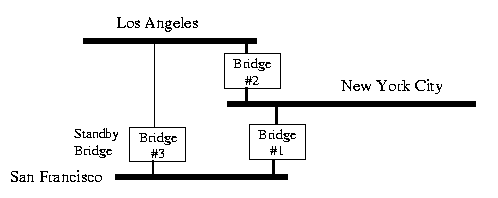 Los Angeles
Bridge
#2
New York City
Standby
Bridge
Bridge
#3
Bridge
#1
San Francisco